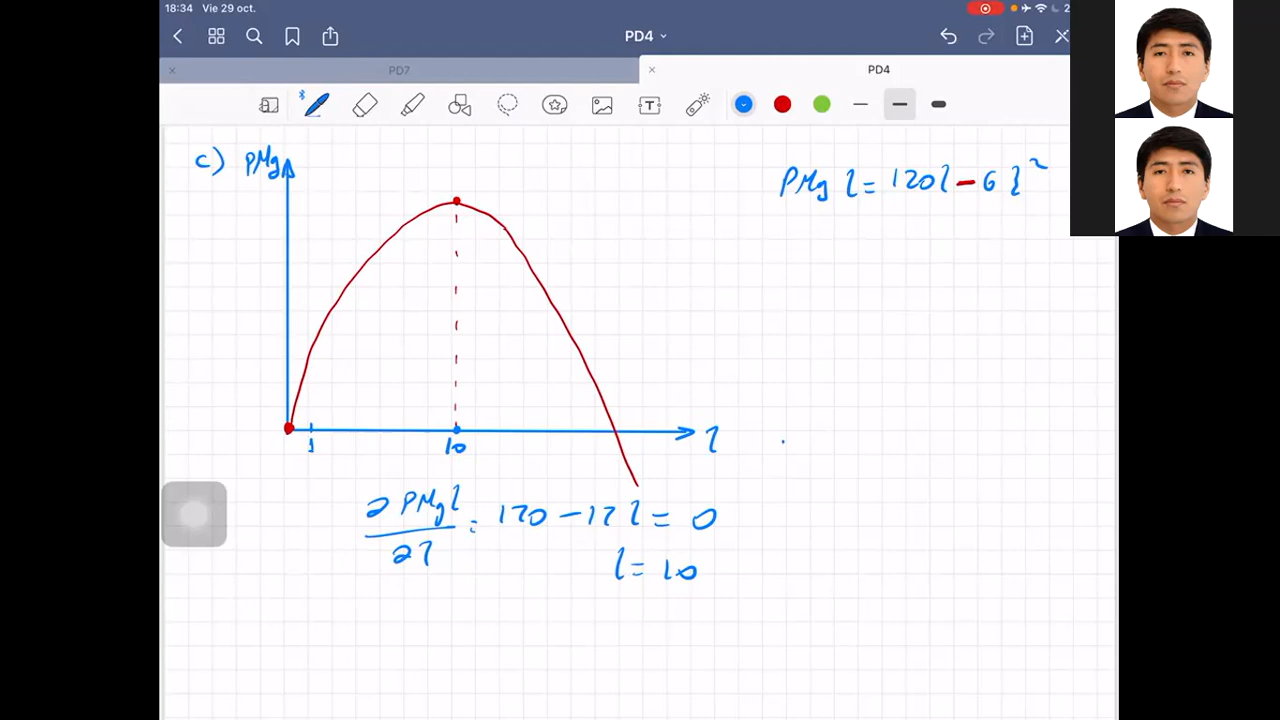 18:34 Vie 29 oct.
PD4
PD7
PD4
c) PMg
PMg l = 120l - 6l²
1
10
l
∂ PMg l
∂l
= 120 - 12 l = 0
l = 10